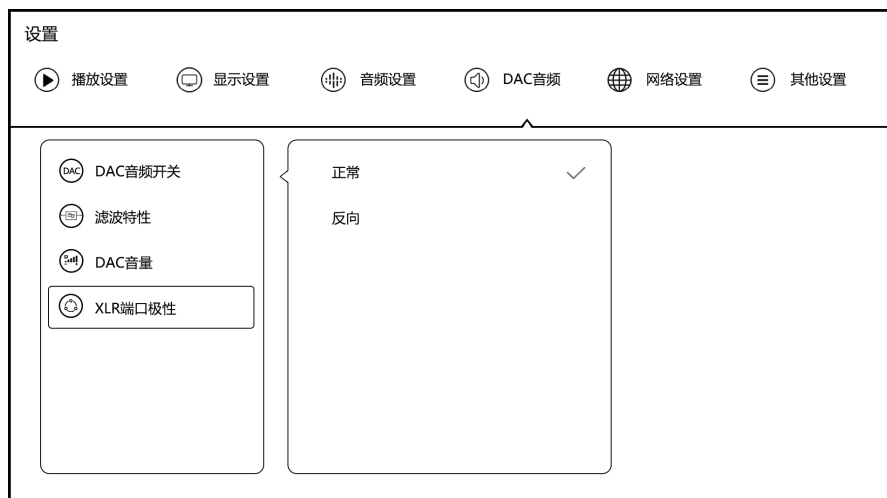 设置
播放设置 显示设置 音频设置 DAC音频 网络设置 其他设置
DAC DAC音频开关
滤波特性
DAC音量
XLR端口极性
正常
反向